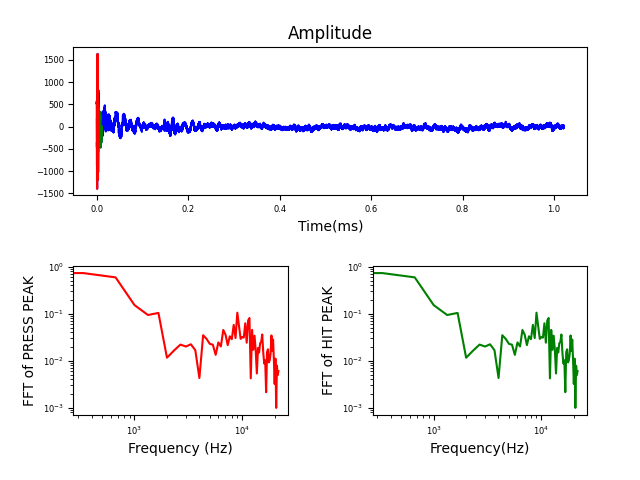 Amplitude
1500
1000
500
0
−500
−1000
−1500
0.0 0.2 0.4 0.6 0.8 1.0
Time(ms)
FFT of PRESS PEAK
10⁰
10⁻¹
10⁻²
10⁻³
10³ 10⁴
Frequency (Hz)
FFT of HIT PEAK
10⁰
10⁻¹
10⁻²
10⁻³
10³ 10⁴
Frequency(Hz)